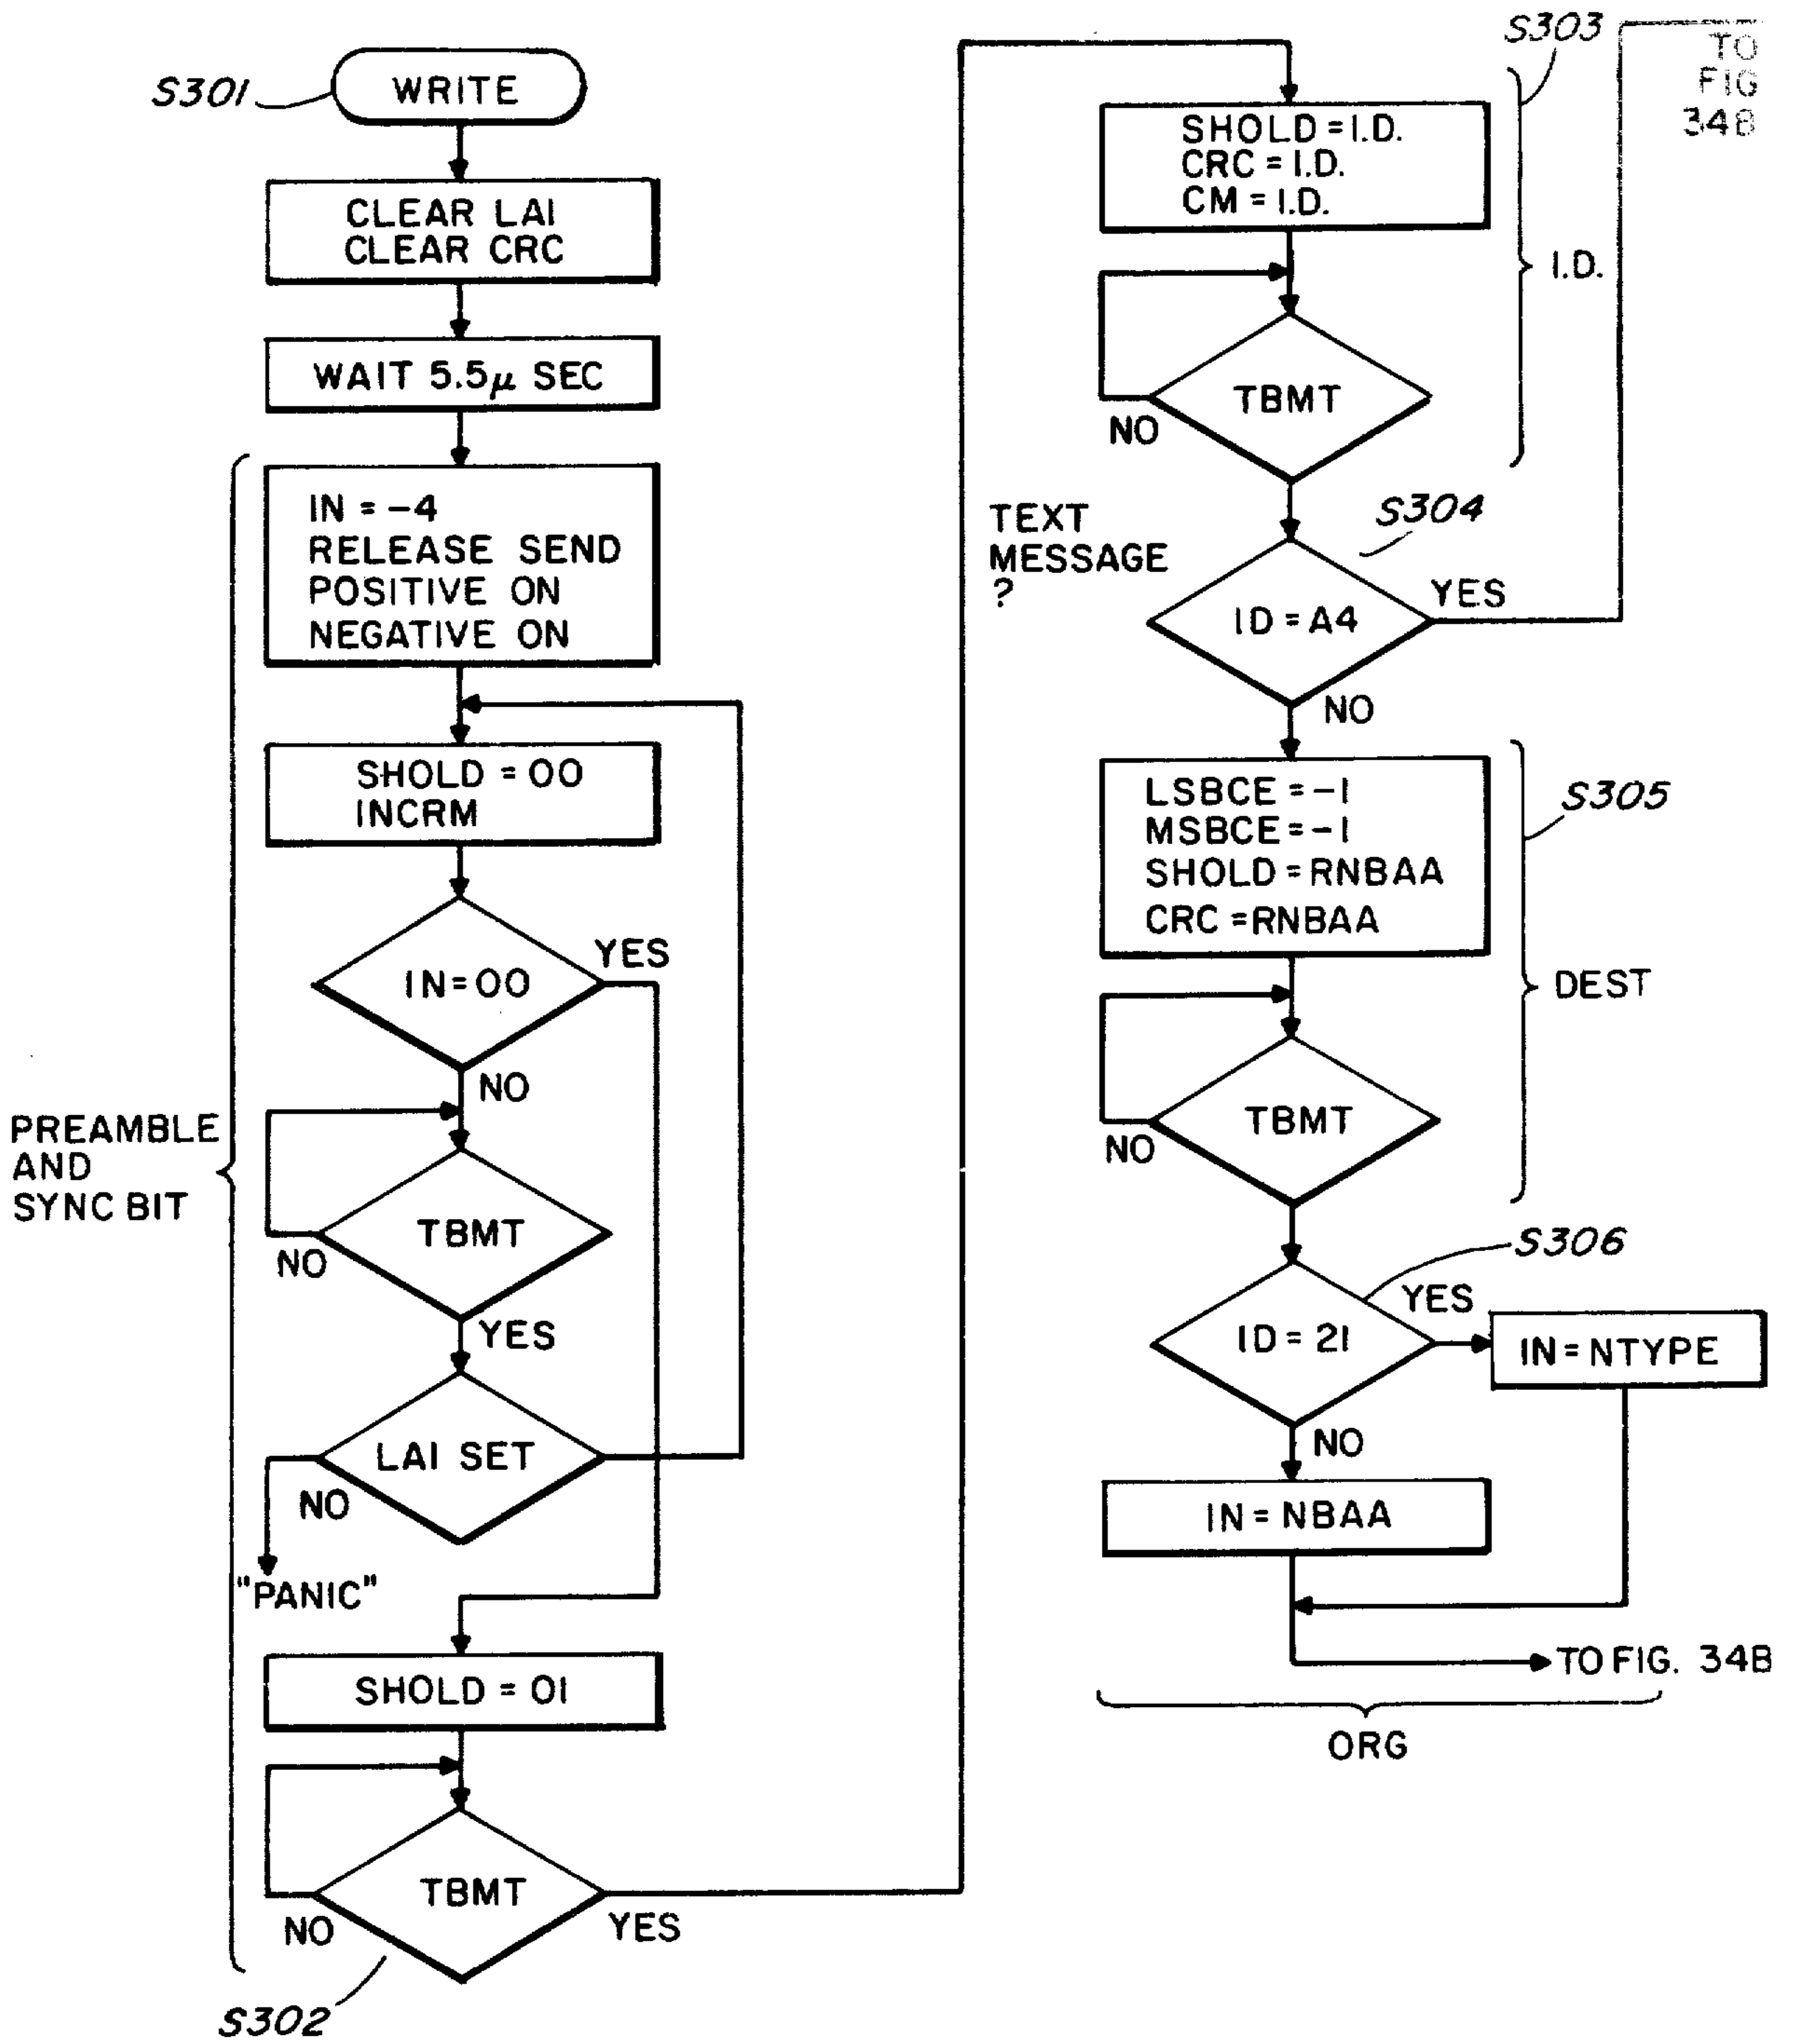 S301
WRITE
CLEAR LAI
CLEAR CRC
WAIT 5.5μ SEC
IN = -4
RELEASE SEND
POSITIVE ON
NEGATIVE ON
SHOLD = 00
INCRM
IN = 00
YES
NO
PREAMBLE
AND
SYNC BIT
TBMT
NO
YES
LAI SET
NO
"PANIC"
SHOLD = 01
TBMT
NO
YES
S302
S303
TO
FIG
34B
SHOLD = I.D.
CRC = I.D.
CM = I.D.
I.D.
TBMT
NO
TEXT
MESSAGE
?
S304
ID = A4
YES
NO
LSBCE = -1
MSBCE = -1
SHOLD = RNBAA
CRC = RNBAA
S305
DEST
TBMT
NO
S306
ID = 21
YES
IN = NTYPE
NO
IN = NBAA
TO FIG. 34B
ORG